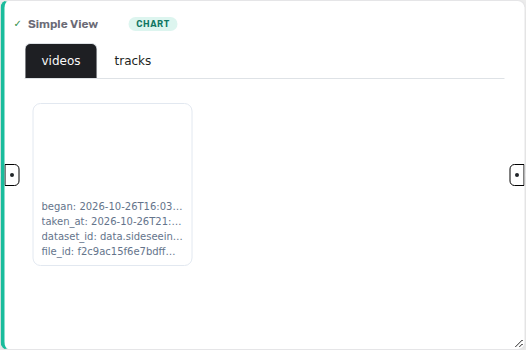 ✓ Simple View CHART
videos tracks
began: 2026-10-26T16:03...
taken_at: 2026-10-26T21:...
dataset_id: data.sideseein...
file_id: f2c9ac15f6e7bdff...